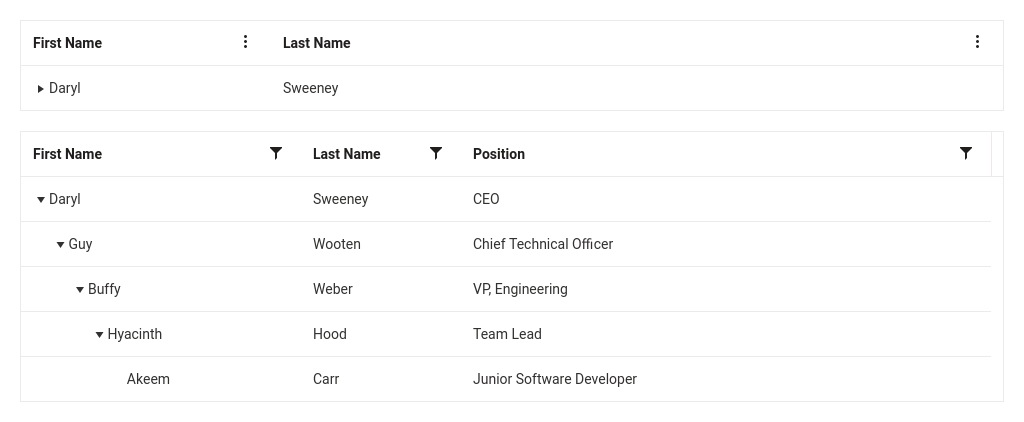 First Name Last Name
Daryl Sweeney
First Name Last Name Position
Daryl Sweeney CEO
Guy Wooten Chief Technical Officer
Buffy Weber VP, Engineering
Hyacinth Hood Team Lead
Akeem Carr Junior Software Developer